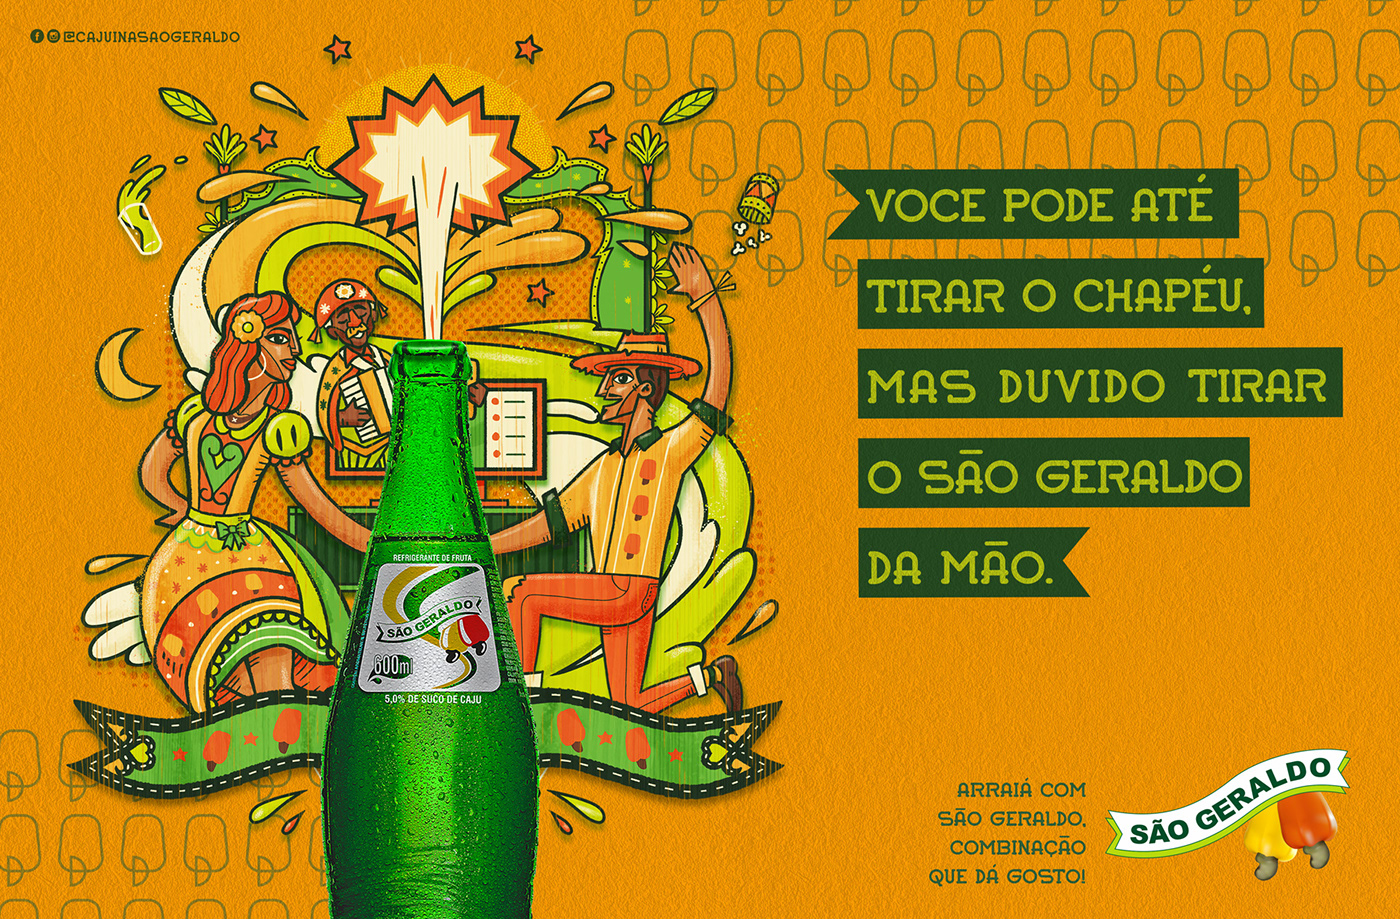 @CAJUINASAOGERALDO
VOCE PODE ATÉ
TIRAR O CHAPÉU,
MAS DUVIDO TIRAR
O SÃO GERALDO
DA MÃO.
REFRIGERANTE DE FRUTA
SÃO GERALDO
600ml
5,0% DE SUCO DE CAJU
ARRAIÁ COM
SÃO GERALDO,
COMBINAÇÃO
QUE DÁ GOSTO!
SÃO GERALDO